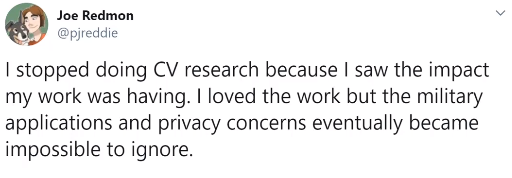 Joe Redmon
@pjreddie
I stopped doing CV research because I saw the impact
my work was having. I loved the work but the military
applications and privacy concerns eventually became
impossible to ignore.